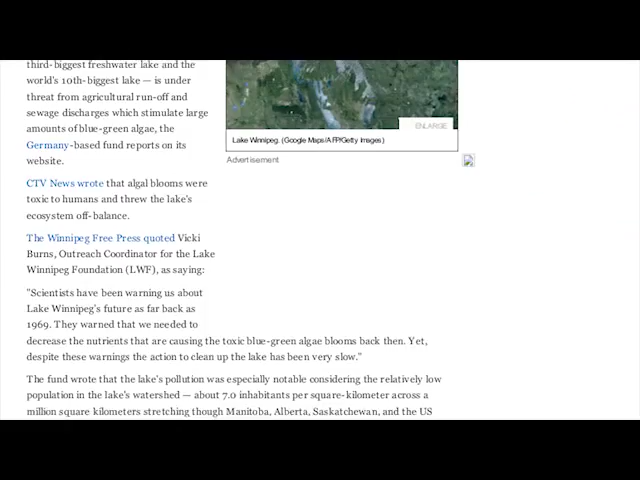 third-biggest freshwater lake and the
world's 10th-biggest lake — is under
threat from agricultural run-off and
sewage discharges which stimulate large
amounts of blue-green algae, the
Germany-based fund reports on its
website.
ENLARGE
Lake Winnipeg. (Google Maps/AFP/Getty Images)
Advertisement
CTV News wrote that algal blooms were
toxic to humans and threw the lake's
ecosystem off-balance.
The Winnipeg Free Press quoted Vicki
Burns, Outreach Coordinator for the Lake
Winnipeg Foundation (LWF), as saying:
"Scientists have been warning us about
Lake Winnipeg's future as far back as
1969. They warned that we needed to
decrease the nutrients that are causing the toxic blue-green algae blooms back then. Yet,
despite these warnings the action to clean up the lake has been very slow."
The fund wrote that the lake's pollution was especially notable considering the relatively low
population in the lake's watershed — about 7.0 inhabitants per square-kilometer across a
million square kilometers stretching though Manitoba, Alberta, Saskatchewan, and the US